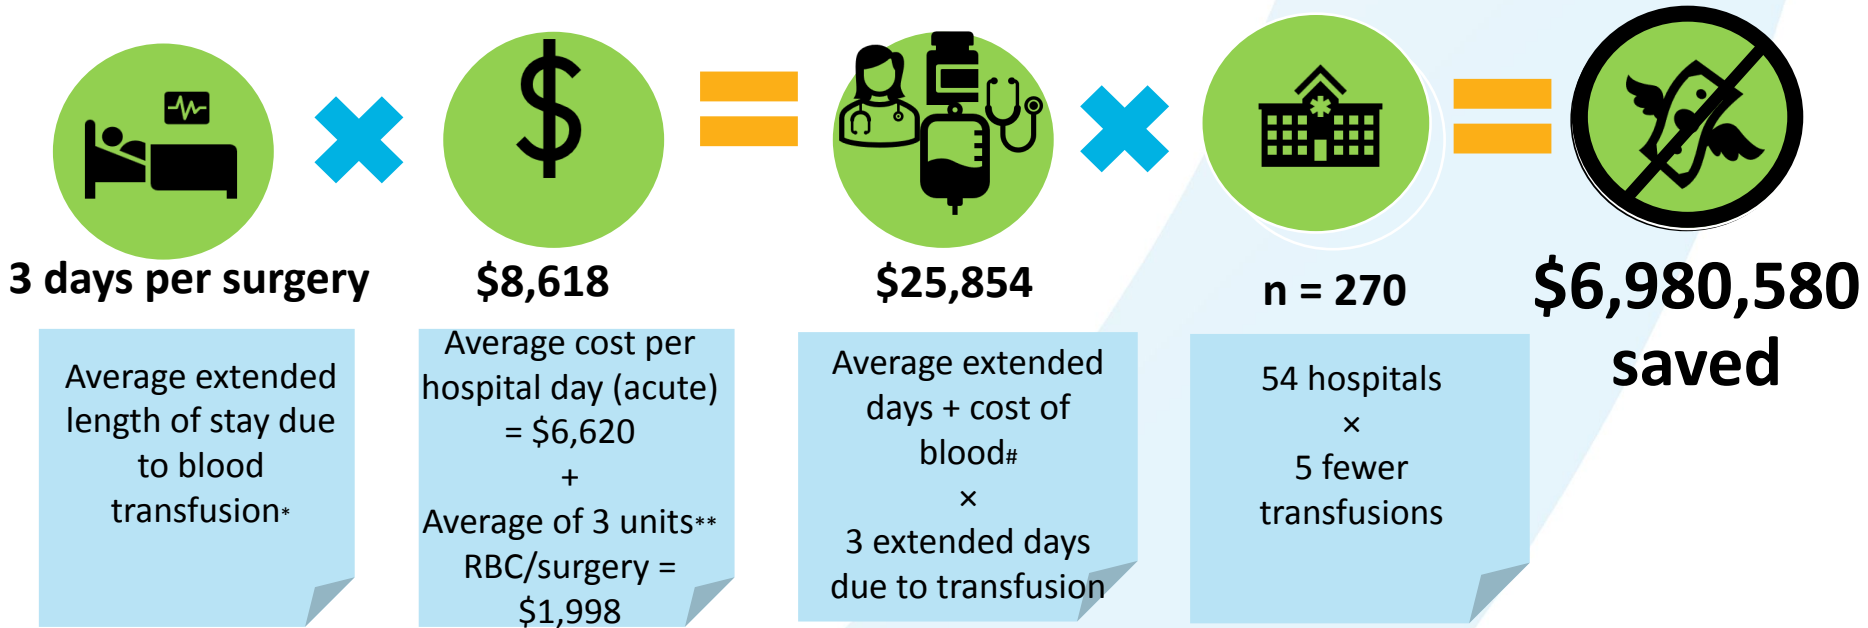 3 days per surgery
$8,618
$25,854
n = 270
$6,980,580
saved
Average extended
length of stay due
to blood
transfusion*
Average cost per
hospital day (acute)
= $6,620
+
Average of 3 units**
RBC/surgery =
$1,998
Average extended
days + cost of
blood#
×
3 extended days
due to transfusion
54 hospitals
×
5 fewer
transfusions